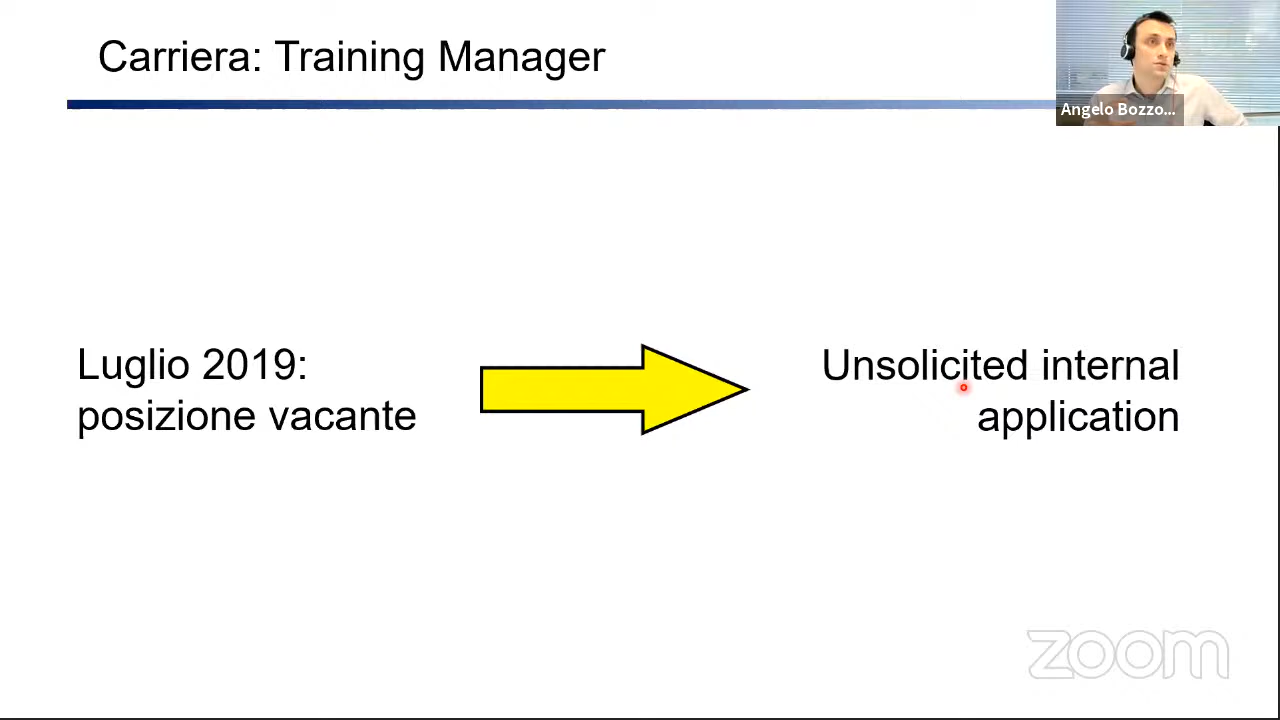 Carriera: Training Manager
Angelo Bozzo...
Luglio 2019:
posizione vacante
Unsolicited internal
application
zoom